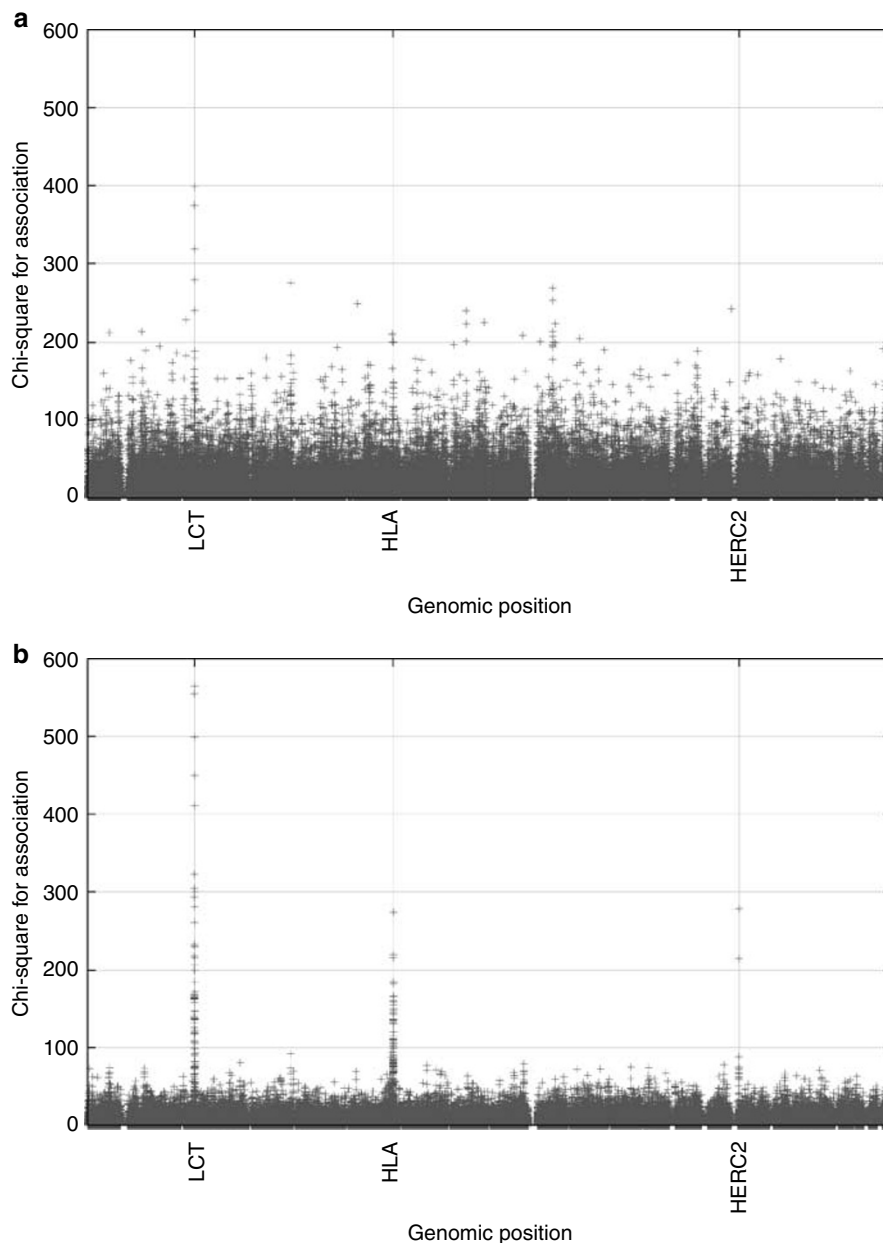 a
600
500
400
300
200
100
0
Chi-square for association
LCT
HLA
HERC2
Genomic position
b
600
500
400
300
200
100
0
Chi-square for association
LCT
HLA
HERC2
Genomic position